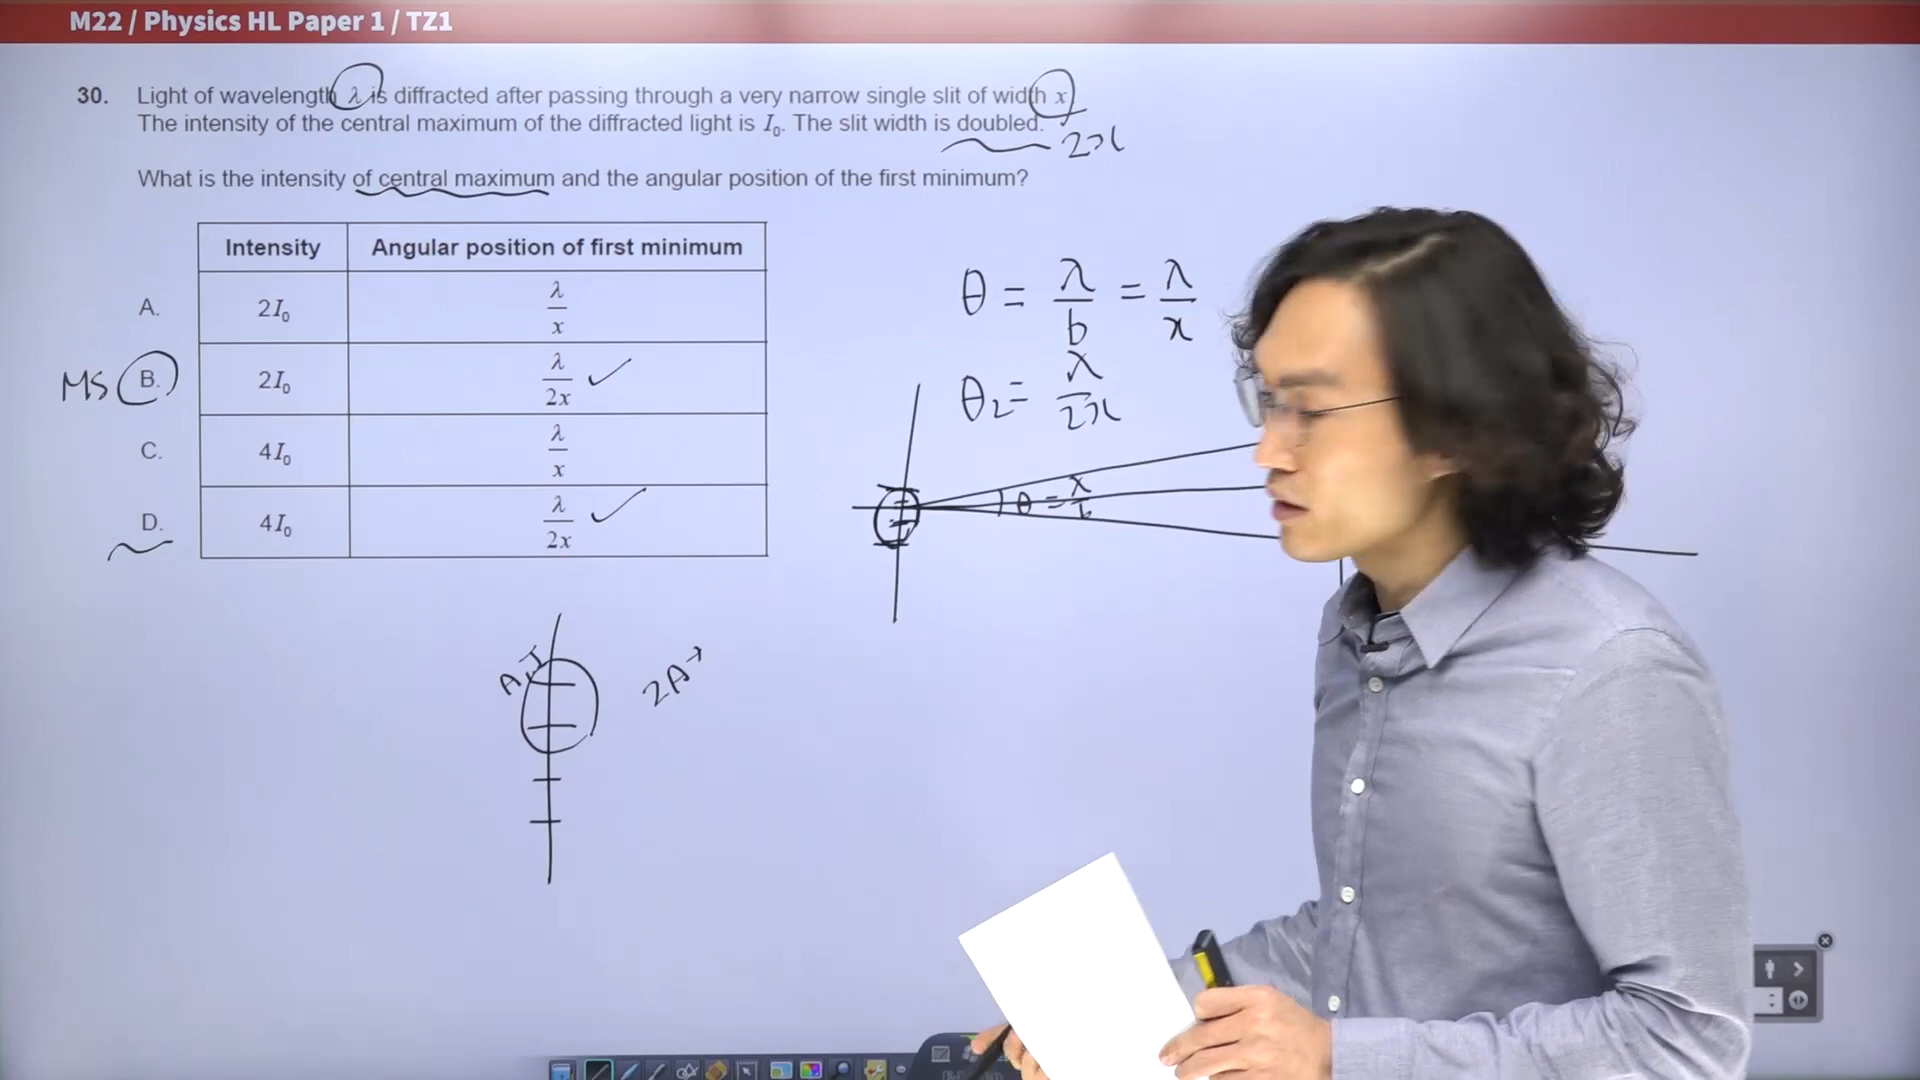 M22 / Physics HL Paper 1 / TZ1
30. Light of wavelength λ is diffracted after passing through a very narrow single slit of width x
The intensity of the central maximum of the diffracted light is I₀. The slit width is doubled.
2x
What is the intensity of central maximum and the angular position of the first minimum?
Intensity Angular position of first minimum
A. 2I₀ λ/x
MS B. 2I₀ λ/2x ✓
C. 4I₀ λ/x
D. 4I₀ λ/2x ✓
θ = λ/b = λ/x
θ₂ = λ/2x
θ = λ/b
A, I
2A →